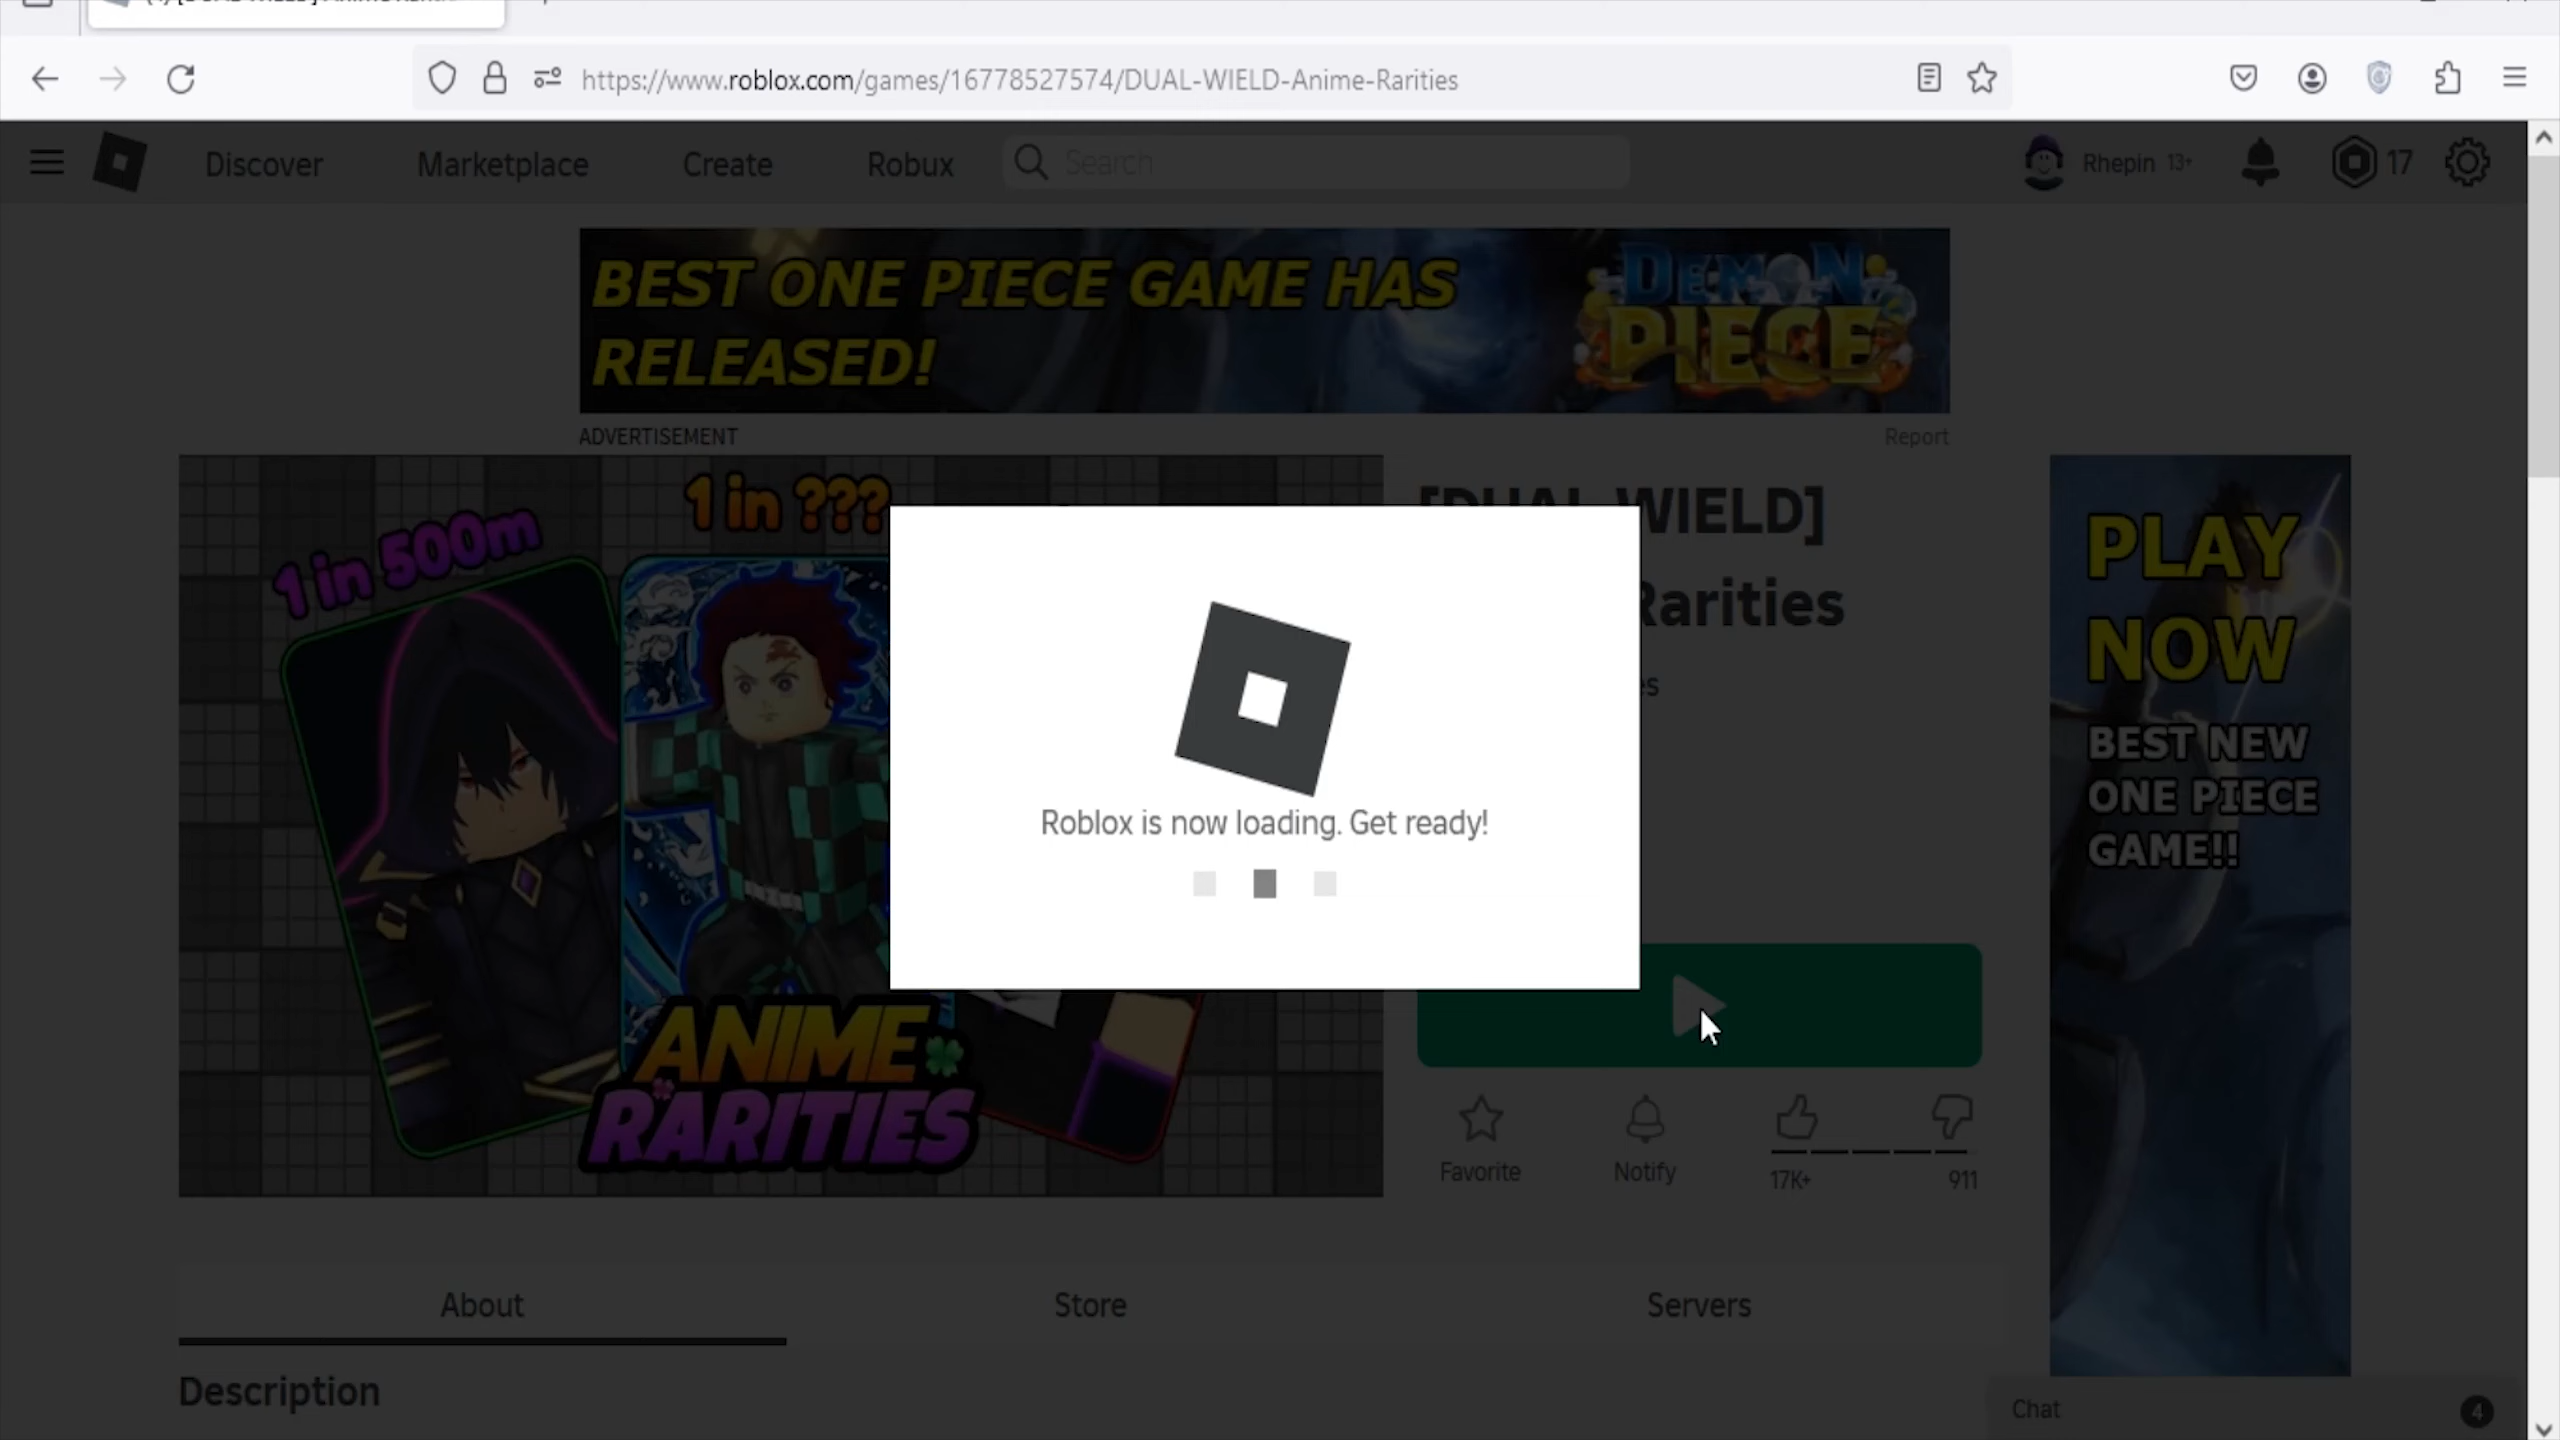 https://www.roblox.com/games/16778527574/DUAL-WIELD-Anime-Rarities
Discover
Marketplace
Create
Robux
Search
Rhepin 13+
17
BEST ONE PIECE GAME HAS
RELEASED!
DEMON
PIECE
ADVERTISEMENT
Report
1 in 500m
1 in ???
ANIME
RARITIES
[DUAL WIELD]
Rarities
Roblox is now loading. Get ready!
Favorite
Notify
17K+
911
PLAY
NOW
BEST NEW
ONE PIECE
GAME!!
About
Store
Servers
Description
Chat
4